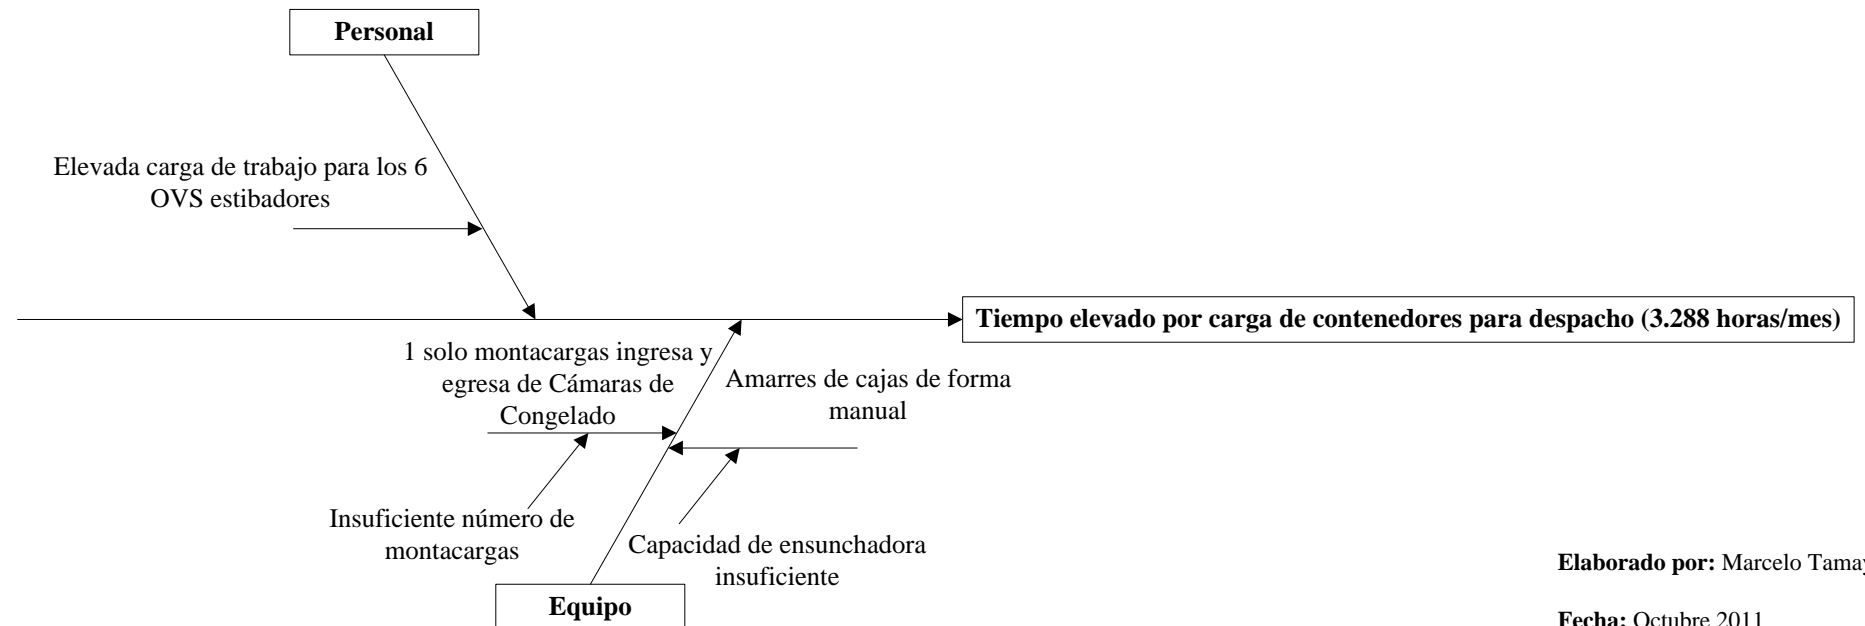 Personal
Elevada carga de trabajo para los 6
OVS estibadores
Tiempo elevado por carga de contenedores para despacho (3.288 horas/mes)
1 solo montacargas ingresa y
egresa de Cámaras de
Congelado
Amarres de cajas de forma
manual
Insuficiente número de
montacargas
Capacidad de ensunchadora
insuficiente
Equipo
Elaborado por: Marcelo
Fecha: Octubre 2011